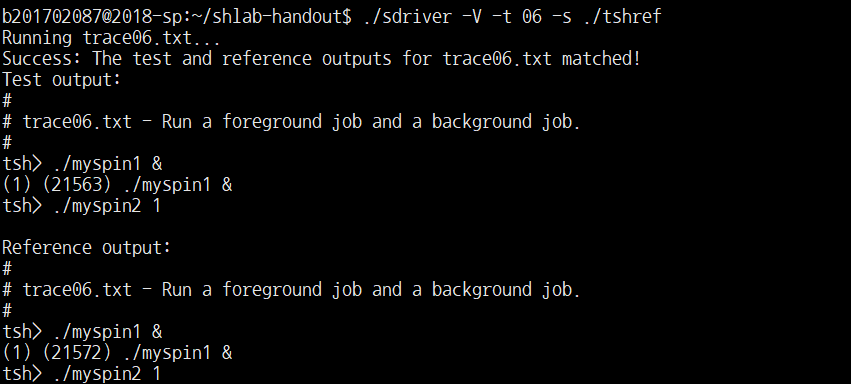 b201702087@2018-sp:~/shlab-handout$ ./sdriver -V -t 06 -s ./tshref
Running trace06.txt...
Success: The test and reference outputs for trace06.txt matched!
Test output:
#
# trace06.txt - Run a foreground job and a background job.
#
tsh> ./myspin1 &
(1) (21563) ./myspin1 &
tsh> ./myspin2 1
Reference output:
#
# trace06.txt - Run a foreground job and a background job.
#
tsh> ./myspin1 &
(1) (21572) ./myspin1 &
tsh> ./myspin2 1